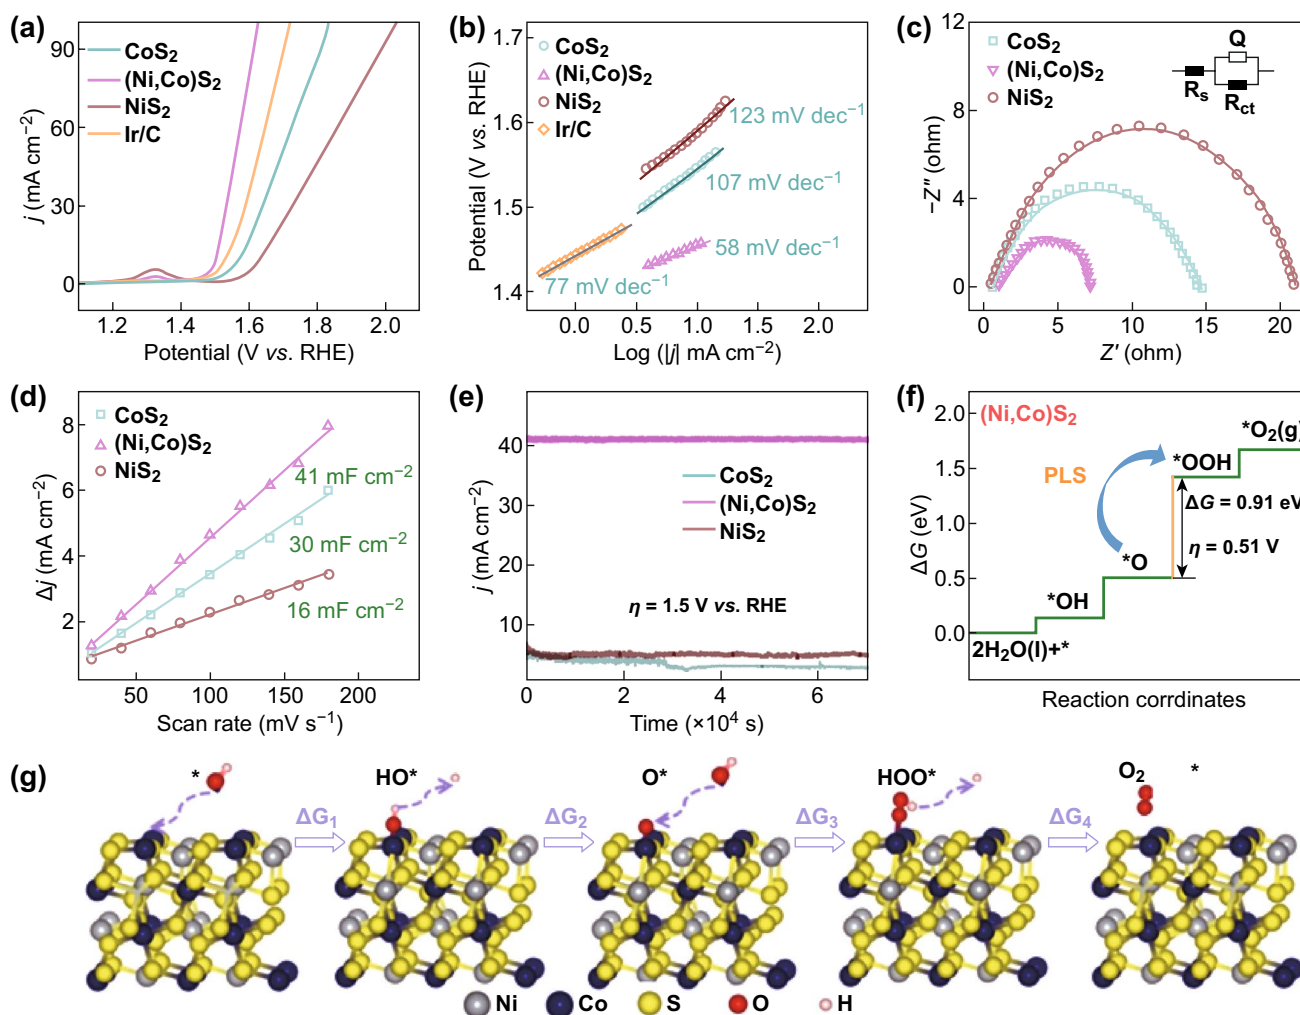 (a)
CoS2
(Ni,Co)S2
NiS2
Ir/C
90
60
30
0
j (mA cm−2)
1.2 1.4 1.6 1.8 2.0
Potential (V vs. RHE)
(b)
CoS2
(Ni,Co)S2
NiS2
Ir/C
123 mV dec−1
107 mV dec−1
58 mV dec−1
77 mV dec−1
1.7
1.6
1.5
1.4
Potential (V vs. RHE)
0.0 0.5 1.0 1.5 2.0
Log (|j| mA cm−2)
(c)
CoS2
(Ni,Co)S2
NiS2
Q
Rs
Rct
12
8
4
0
−Z″ (ohm)
0 5 10 15 20
Z′ (ohm)
(d)
CoS2
(Ni,Co)S2
NiS2
41 mF cm−2
30 mF cm−2
16 mF cm−2
8
6
4
2
Δj (mA cm−2)
50 100 150 200
Scan rate (mV s−1)
(e)
CoS2
(Ni,Co)S2
NiS2
η = 1.5 V vs. RHE
40
30
20
10
0
j (mA cm−2)
0 2 4 6
Time (×10⁴ s)
(f)
(Ni,Co)S2
PLS
*O2(g)
*OOH
ΔG = 0.91 eV
η = 0.51 V
*O
*OH
2H2O(l)+*
2.0
1.5
1.0
0.5
0.0
ΔG (eV)
Reaction corrdinates
(g)
* HO* O* HOO* O2 *
ΔG1 ΔG2 ΔG3 ΔG4
Ni Co S O H